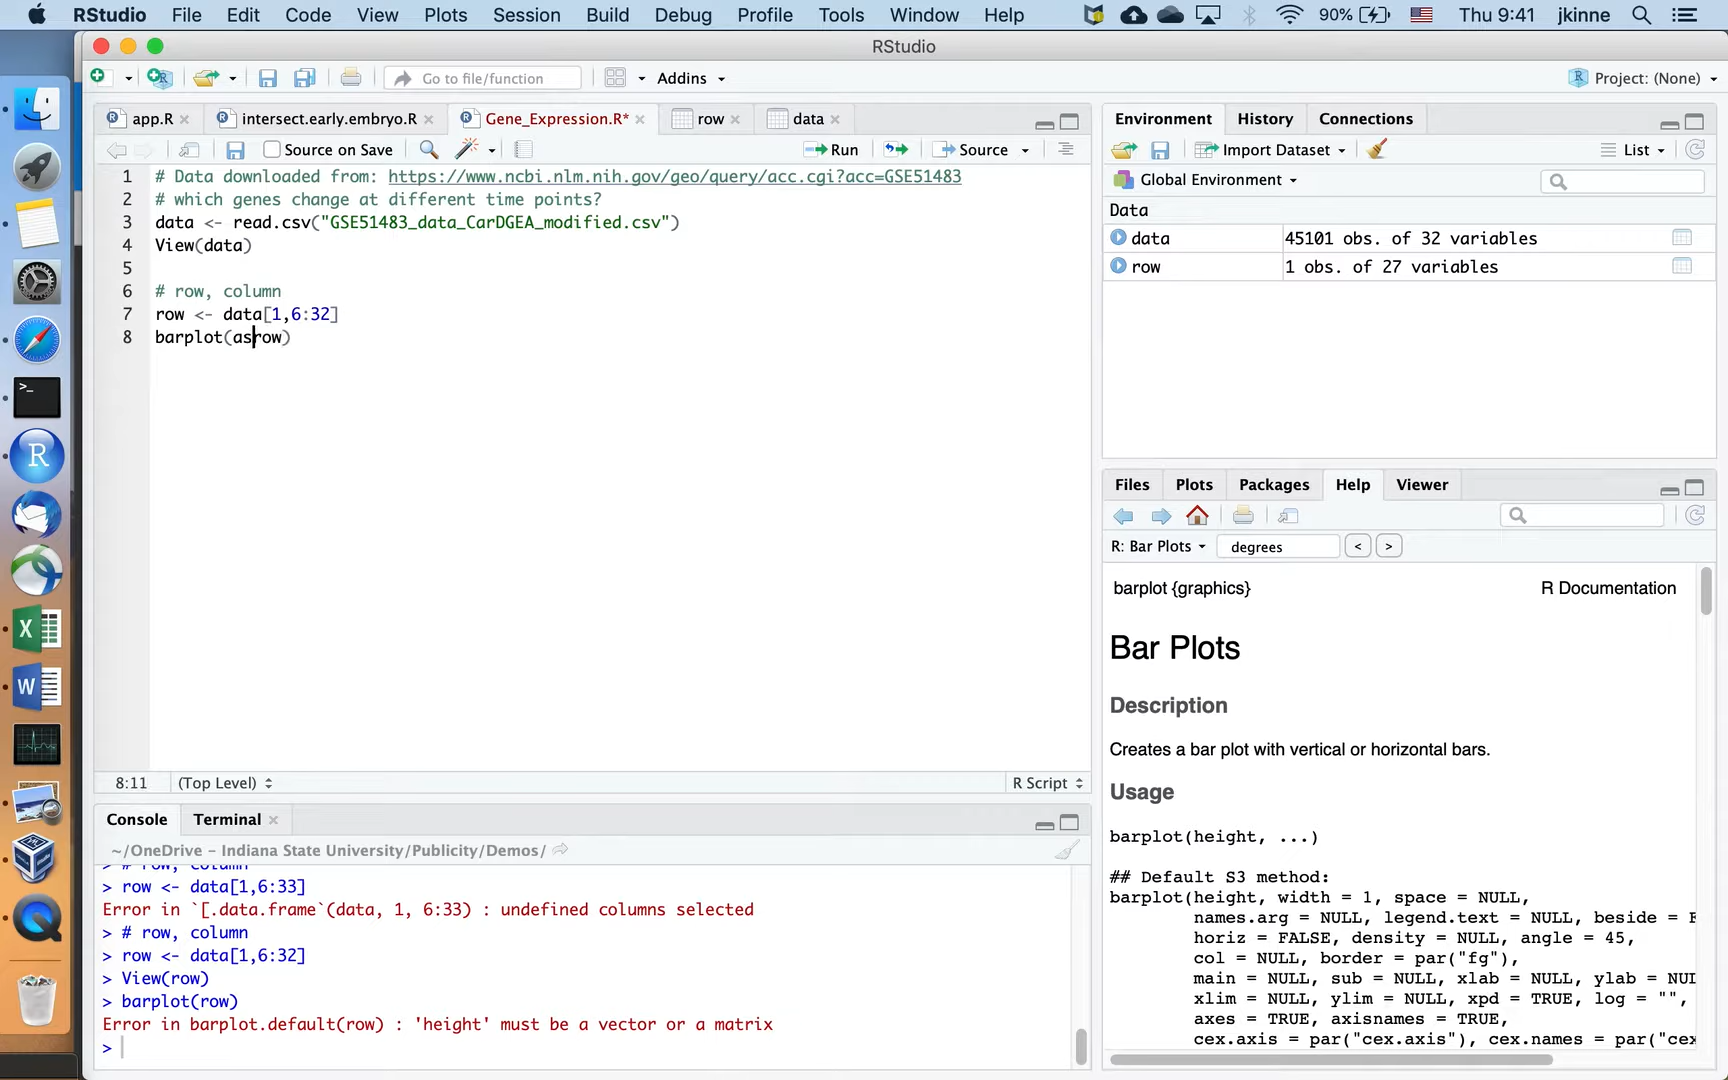 RStudio File Edit Code View Plots Session Build Debug Profile Tools Window Help 90% Thu 9:41 jkinne
RStudio
Go to file/function Addins Project: (None)
app.R intersect.early.embryo.R Gene_Expression.R* row data
Source on Save Run Source
1 # Data downloaded from: https://www.ncbi.nlm.nih.gov/geo/query/acc.cgi?acc=GSE51483
2 # which genes change at different time points?
3 data <- read.csv("GSE51483_data_CarDGEA_modified.csv")
4 View(data)
5
6 # row, column
7 row <- data[1,6:32]
8 barplot(asrow)
8:11 (Top Level) R Script
Console Terminal
~/OneDrive - Indiana State University/Publicity/Demos/
> # row, column
> row <- data[1,6:33]
Error in `[.data.frame`(data, 1, 6:33) : undefined columns selected
> # row, column
> row <- data[1,6:32]
> View(row)
> barplot(row)
Error in barplot.default(row) : 'height' must be a vector or a matrix
>
Environment History Connections
Import Dataset List
Global Environment
Data
data 45101 obs. of 32 variables
row 1 obs. of 27 variables
Files Plots Packages Help Viewer
R: Bar Plots degrees < >
barplot {graphics} R Documentation
Bar Plots
Description
Creates a bar plot with vertical or horizontal bars.
Usage
barplot(height, ...)
## Default S3 method:
barplot(height, width = 1, space = NULL,
names.arg = NULL, legend.text = NULL, beside = F
horiz = FALSE, density = NULL, angle = 45,
col = NULL, border = par("fg"),
main = NULL, sub = NULL, xlab = NULL, ylab = NUL
xlim = NULL, ylim = NULL, xpd = TRUE, log = "",
axes = TRUE, axisnames = TRUE,
cex.axis = par("cex.axis"), cex.names = par("cex